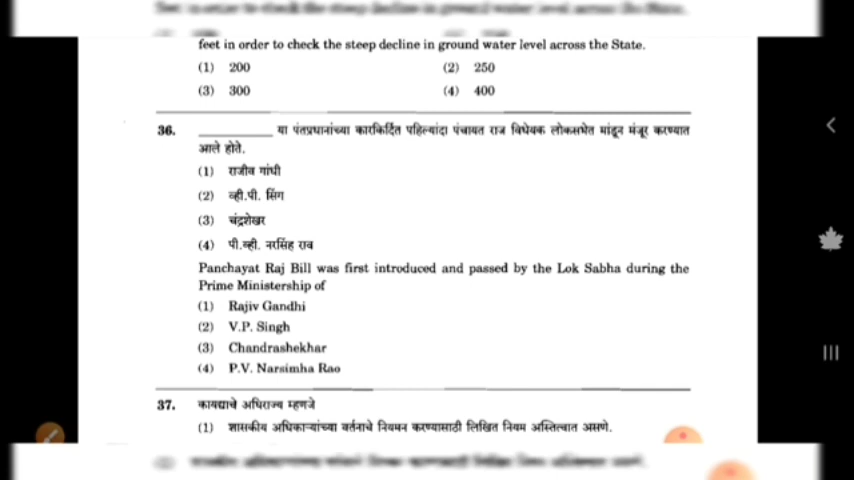 feet in order to check the steep decline in ground water level across the State.
(1) 200 (2) 250
(3) 300 (4) 400
36. __________ या पंतप्रधानांच्या कारकिर्दित पहिल्यांदा पंचायत राज विधेयक लोकसभेत मांडून मंजूर करण्यात
आले होते.
(1) राजीव गांधी
(2) व्ही.पी. सिंग
(3) चंद्रशेखर
(4) पी.व्ही. नरसिंह राव
Panchayat Raj Bill was first introduced and passed by the Lok Sabha during the
Prime Ministership of
(1) Rajiv Gandhi
(2) V.P. Singh
(3) Chandrashekhar
(4) P.V. Narsimha Rao
37. कायद्याचे अधिराज्य म्हणजे
(1) शासकीय अधिकाऱ्यांच्या वर्तनाचे नियमन करण्यासाठी लिखित नियम अस्तित्वात असणे.